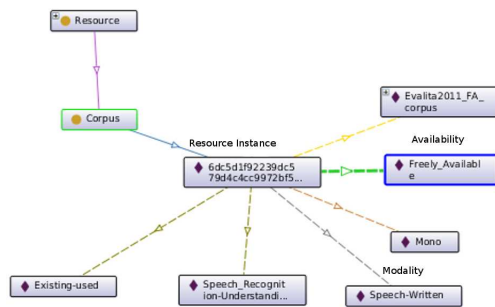 Resource
Corpus
Evalita2011_FA_
corpus
Availability
Resource Instance
6dc5d1f92239dc5
79d4c4cc9972bf5...
Freely_Availabl
e
Mono
Modality
Existing-used
Speech_Recognit
ion-Understandi...
Speech-Written